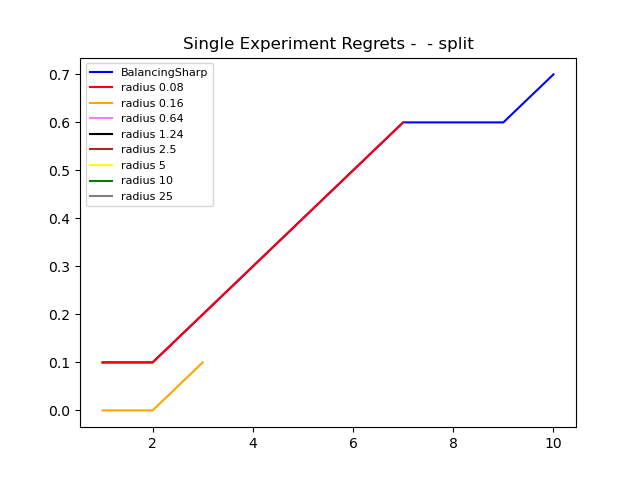 Single Experiment Regrets -  - split
BalancingSharp
radius 0.08
radius 0.16
radius 0.64
radius 1.24
radius 2.5
radius 5
radius 10
radius 25
0.7
0.6
0.5
0.4
0.3
0.2
0.1
0.0
2 4 6 8 10